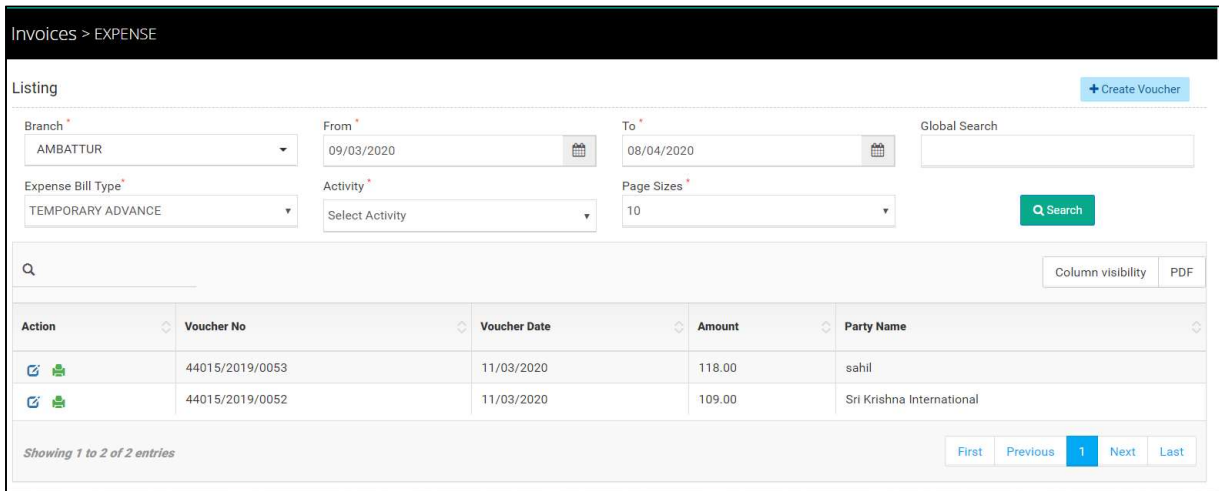 Invoices > EXPENSE
Listing
+ Create Voucher
Branch * From * To * Global Search
AMBATTUR 09/03/2020 08/04/2020
Expense Bill Type* Activity * Page Sizes *
TEMPORARY ADVANCE Select Activity 10 Search
Column visibility PDF
Action Voucher No Voucher Date Amount Party Name
44015/2019/0053 11/03/2020 118.00 sahil
44015/2019/0052 11/03/2020 109.00 Sri Krishna International
Showing 1 to 2 of 2 entries First Previous 1 Next Last